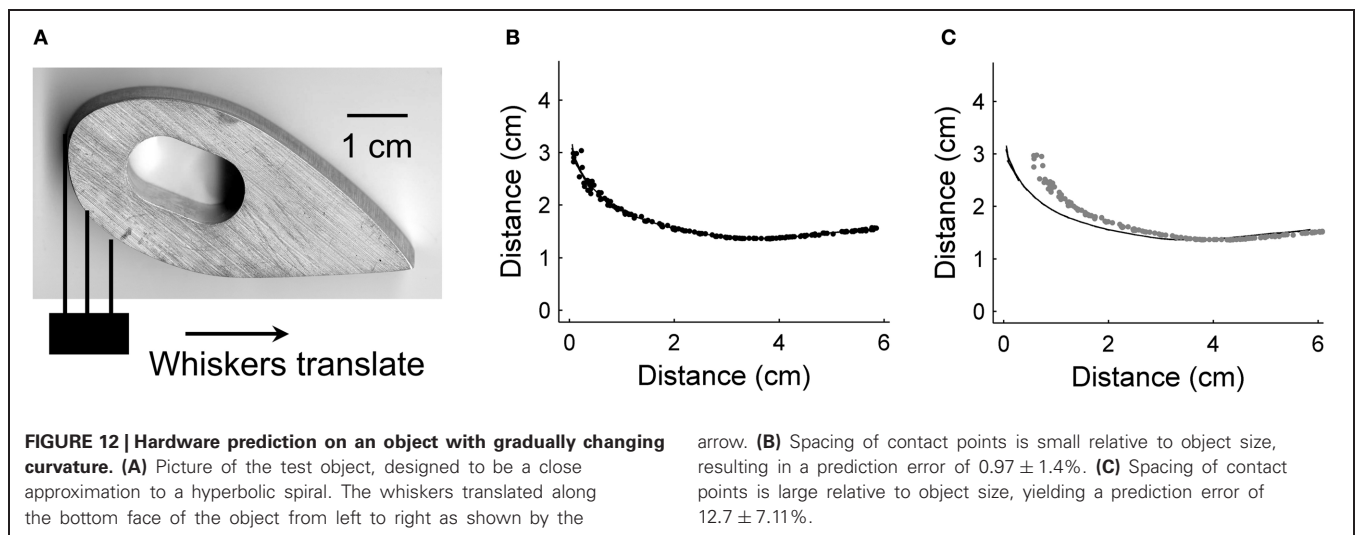 A
1 cm
Whiskers translate
B
Distance (cm)
4
3
2
1
0
0 2 4 6
Distance (cm)
C
Distance (cm)
4
3
2
1
0
0 2 4 6
Distance (cm)
FIGURE 12 | Hardware prediction on an object with gradually changing
curvature. (A) Picture of the test object, designed to be a close
approximation to a hyperbolic spiral. The whiskers translated along
the bottom face of the object from left to right as shown by the
arrow. (B) Spacing of contact points is small relative to object size,
resulting in a prediction error of 0.97 ± 1.4%. (C) Spacing of contact
points is large relative to object size, yielding a prediction error of
12.7 ± 7.11%.